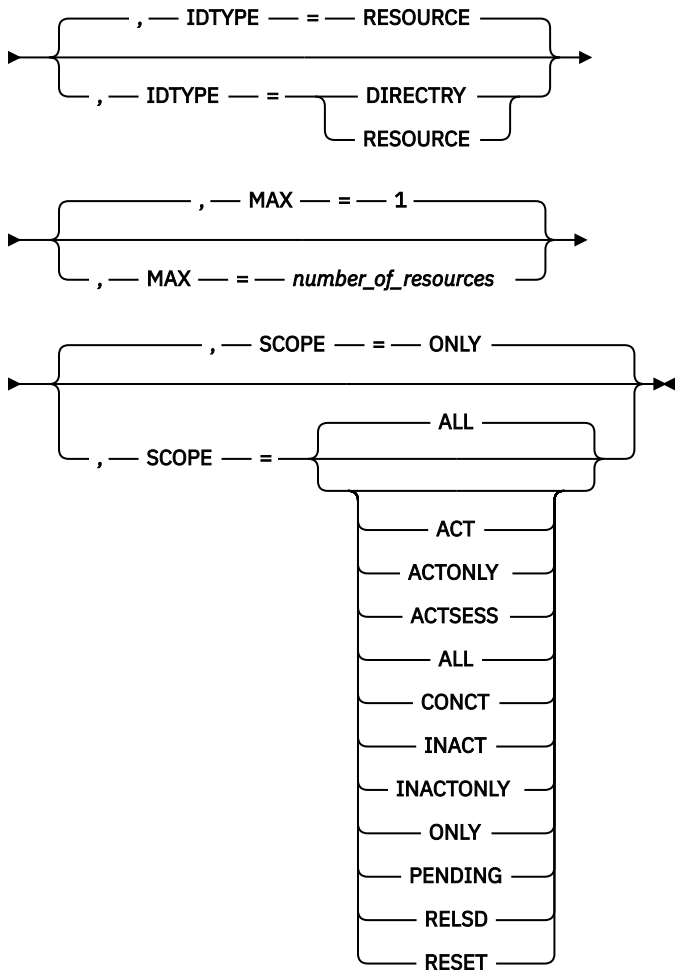 , IDTYPE = RESOURCE
, IDTYPE = DIRECTRY
RESOURCE
, MAX = 1
, MAX = number_of_resources
, SCOPE = ONLY
ALL
, SCOPE =
ACT
ACTONLY
ACTSESS
ALL
CONCT
INACT
INACTONLY
ONLY
PENDING
RELSD
RESET